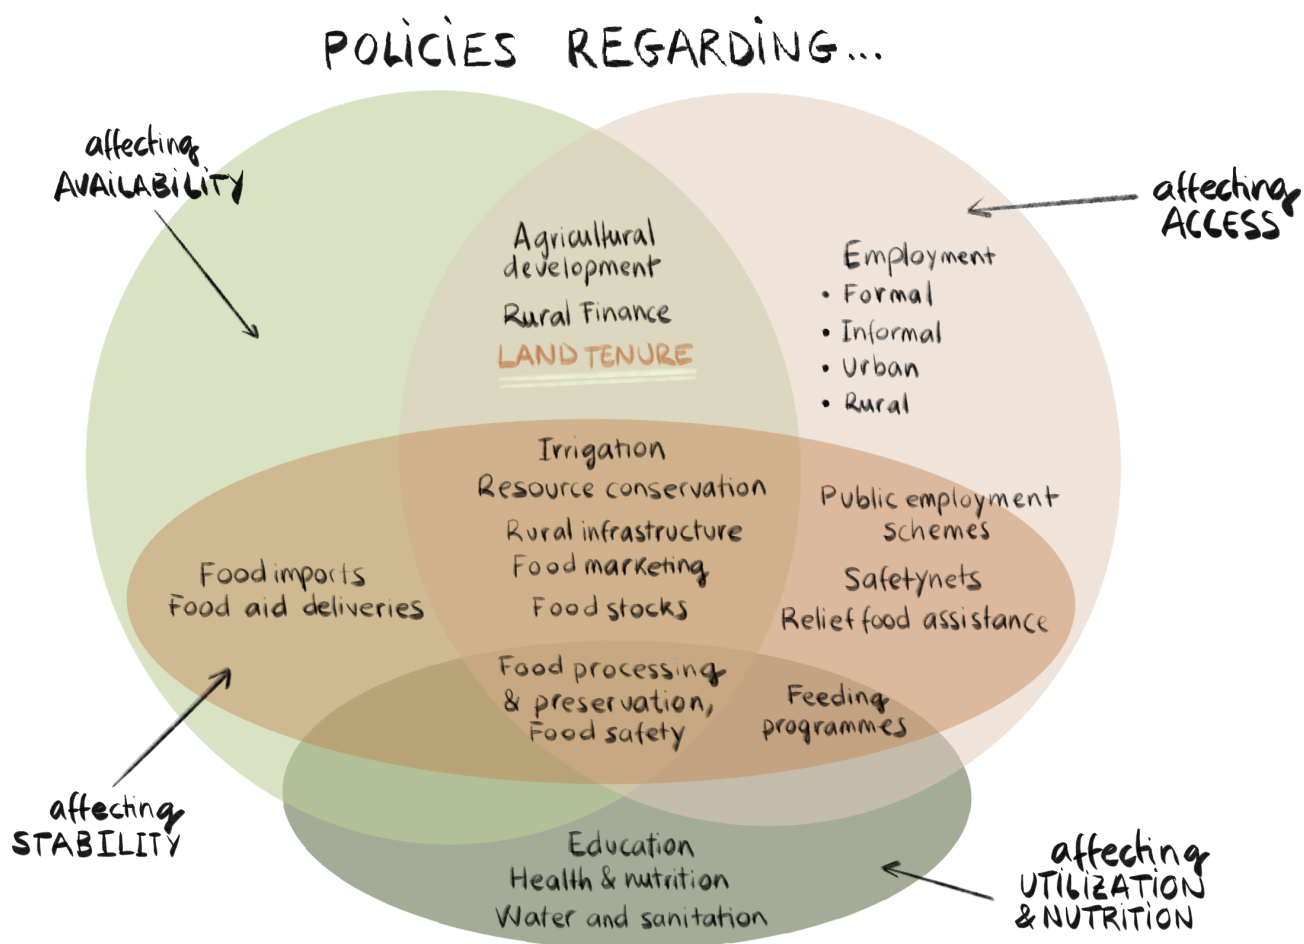 POLICIES REGARDING...
affecting
AVAILABILITY
affecting
ACCESS
Agricultural
development
Rural Finance
LAND TENURE
Employment
• Formal
• Informal
• Urban
• Rural
Irrigation
Resource conservation
Rural infrastructure
Food marketing
Food stocks
Public employment
schemes
Safetynets
Relief food assistance
Food imports
Food aid deliveries
Food processing
& preservation,
Food safety
Feeding
programmes
affecting
STABILITY
Education
Health & nutrition
Water and sanitation
affecting
UTILIZATION
& NUTRITION